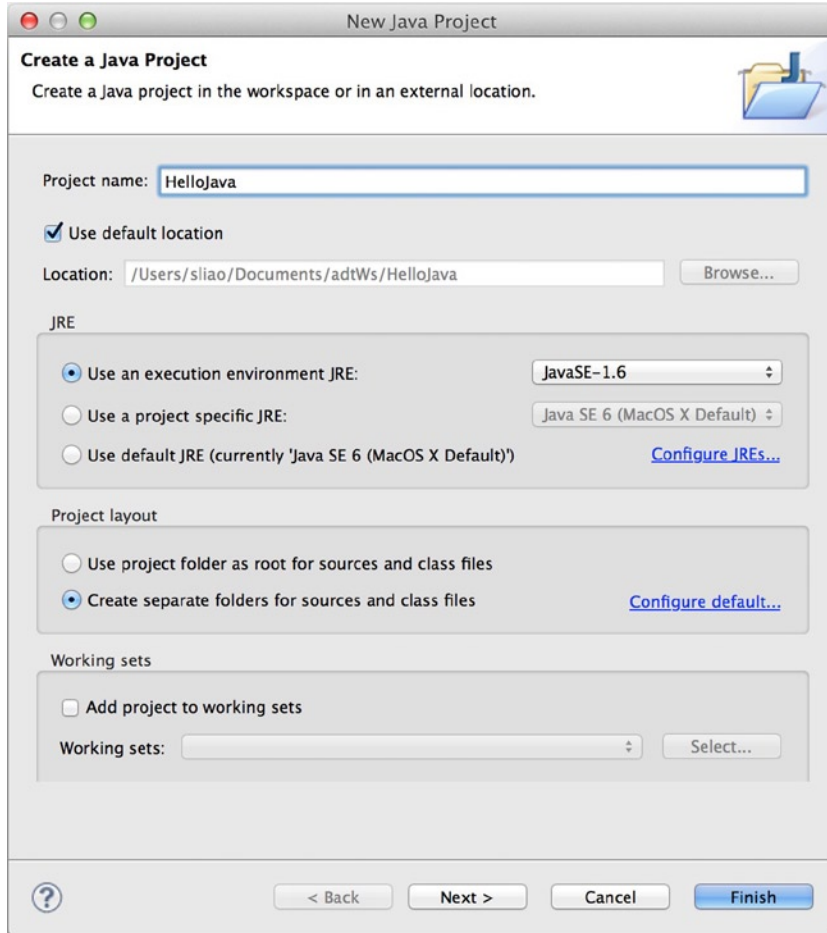 New Java Project
Create a Java Project
Create a Java project in the workspace or in an external location.
Project name: HelloJava
Use default location
Location: /Users/sliao/Documents/adtWs/HelloJava Browse...
JRE
Use an execution environment JRE: JavaSE-1.6
Use a project specific JRE: Java SE 6 (MacOS X Default)
Use default JRE (currently 'Java SE 6 (MacOS X Default)') Configure JREs...
Project layout
Use project folder as root for sources and class files
Create separate folders for sources and class files Configure default...
Working sets
Add project to working sets
Working sets: Select...
? < Back Next > Cancel Finish